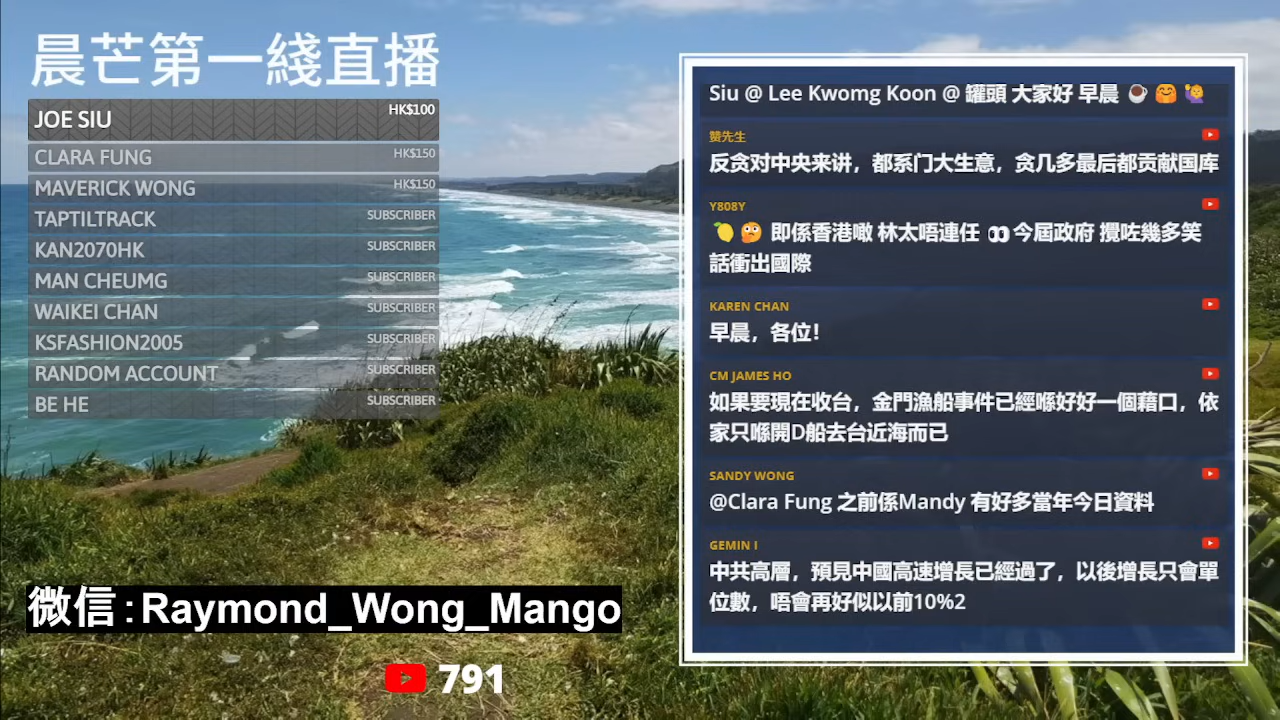 晨芒第一綫直播
JOE SIU HK$100
CLARA FUNG HK$150
MAVERICK WONG HK$150
TAPTILTRACK SUBSCRIBER
KAN2070HK SUBSCRIBER
MAN CHEUMG SUBSCRIBER
WAIKEI CHAN SUBSCRIBER
KSFASHION2005 SUBSCRIBER
RANDOM ACCOUNT SUBSCRIBER
BE HE SUBSCRIBER
微信:Raymond_Wong_Mango
791
Siu @ Lee Kwomg Koon @ 罐頭 大家好 早晨 ☕ 🤗 🙋
赞先生
反贪对中央来讲，都系门大生意，贪几多最后都贡献国库
Y808Y
🍋 🤔 即係香港噉 林太唔連任 👀 今屆政府 攪咗幾多笑
話衝出國際
KAREN CHAN
早晨，各位！
CM JAMES HO
如果要現在收台，金門漁船事件已經喺好好一個藉口，依
家只喺開D船去台近海而已
SANDY WONG
@Clara Fung 之前係Mandy 有好多當年今日資料
GEMIN I
中共高層，預見中國高速增長已經過了，以後增長只會單
位數，唔會再好似以前10%2